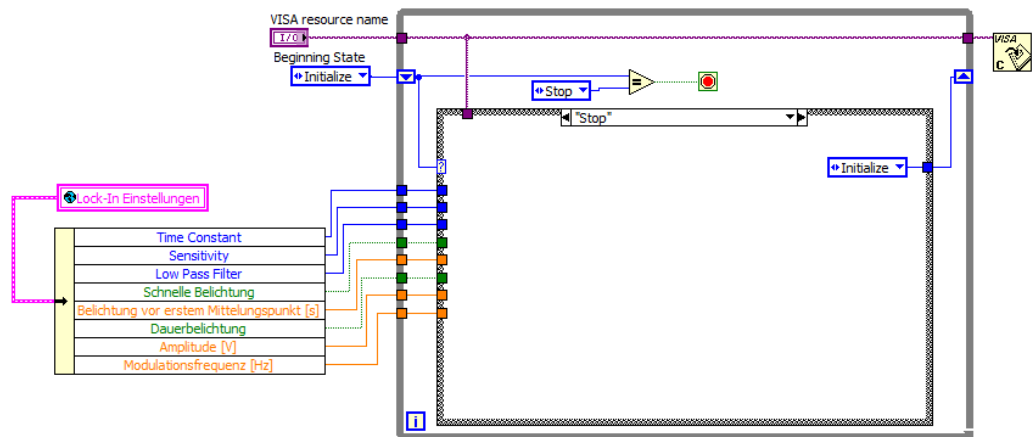 VISA resource name
I/O
Beginning State
Initialize
Stop
=
"Stop"
?
Initialize
VISA
C
Lock-In Einstellungen
Time Constant
Sensitivity
Low Pass Filter
Schnelle Belichtung
Belichtung vor erstem Mittelungspunkt [s]
Dauerbelichtung
Amplitude [V]
Modulationsfrequenz [Hz]
i